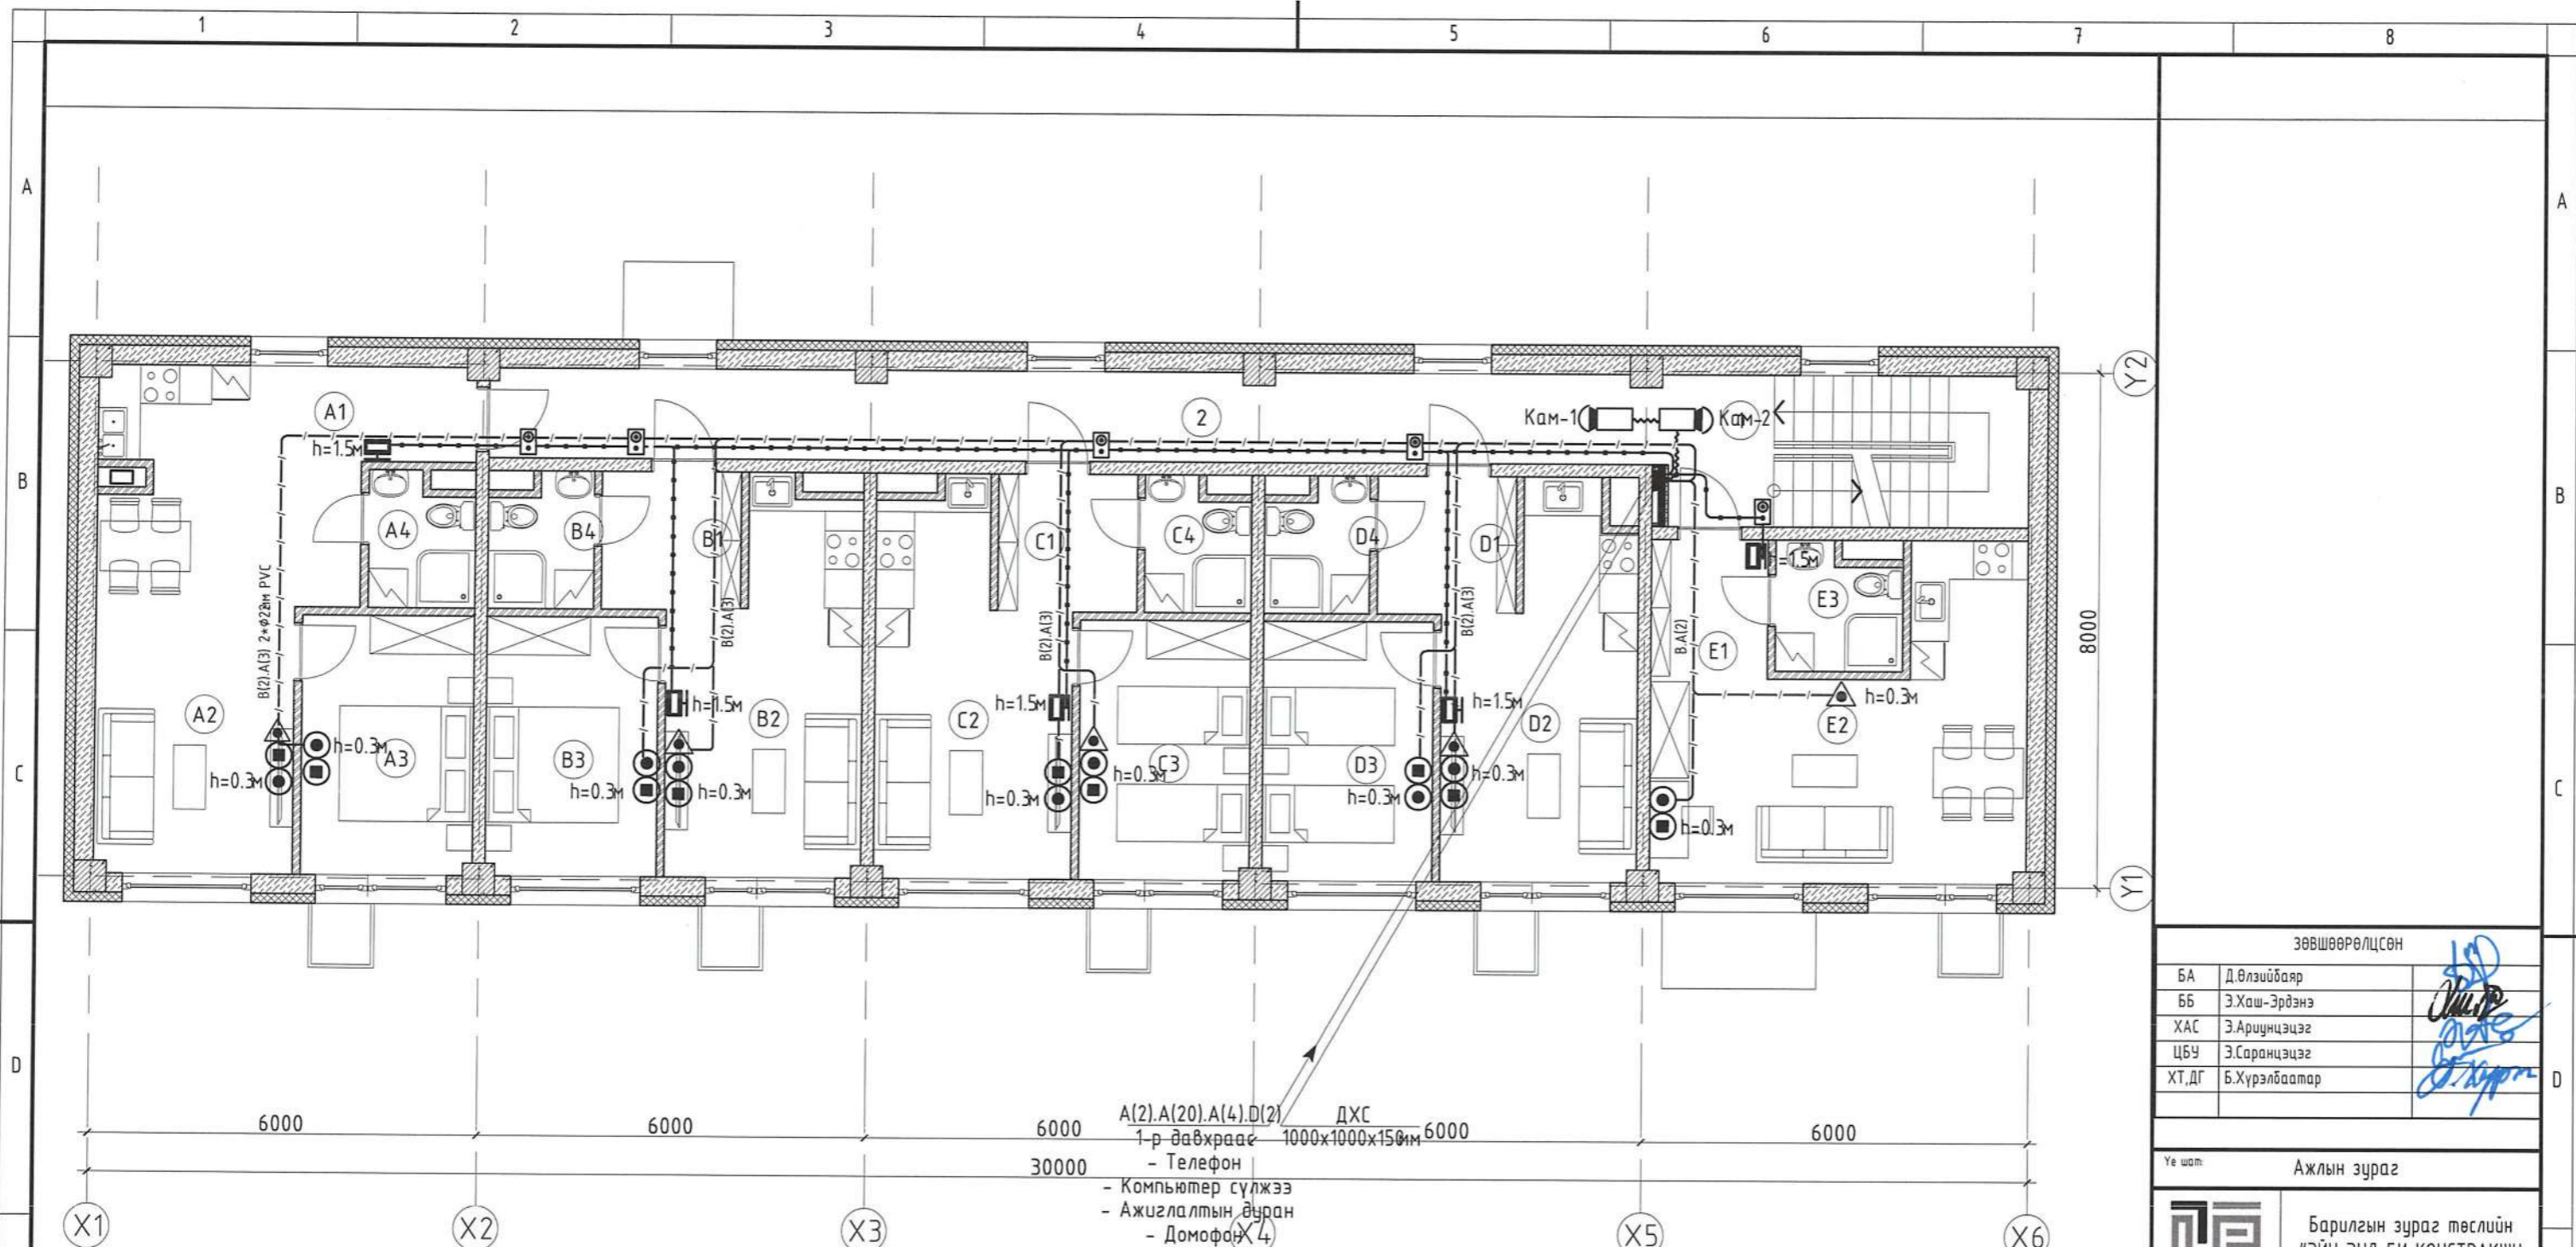 1 2 3 4 5 6 7 8
A A
B B
C C
D D
Y2
Y1
8000
A1
2
Кам-1
Кам-2
h=1.5м
A4
B4
B1
C1
C4
D4
D1
E3
h=1.5м
B(2).A(3)
B(2).A(3)
B(2).A(3)
B.A(2)
E1
A2
h=1.5м
B2
h=1.5м
C2
h=1.5м
D2
h=0.3м
E2
h=0.3м
A3
h=0.3м
B3
h=0.3м
h=0.3м
h=0.3м
C3
h=0.3м
D3
h=0.3м
h=0.3м
h=0.3м
ЗӨВШӨӨРӨЛЦСӨН
БА Д.Өлзийбаяр
ББ Э.Хаш-Эрдэнэ
ХАС Э.Ариунцэцэг
ЦБУ Э.Саранцэцэг
ХТ,ДГ Б.Хүрэлбаатар
6000 6000 6000 6000 6000
A(2).A(20).A(4).D(2) ДХС
1-р давхраас 1000x1000x150мм
30000
- Телефон
- Компьютер сүлжээ
- Ажиглалтын дуран
- Домофон
X1 X2 X3 X4 X5 X6
Үе шат:
Ажлын зураг
Барилгын зураг төслийн